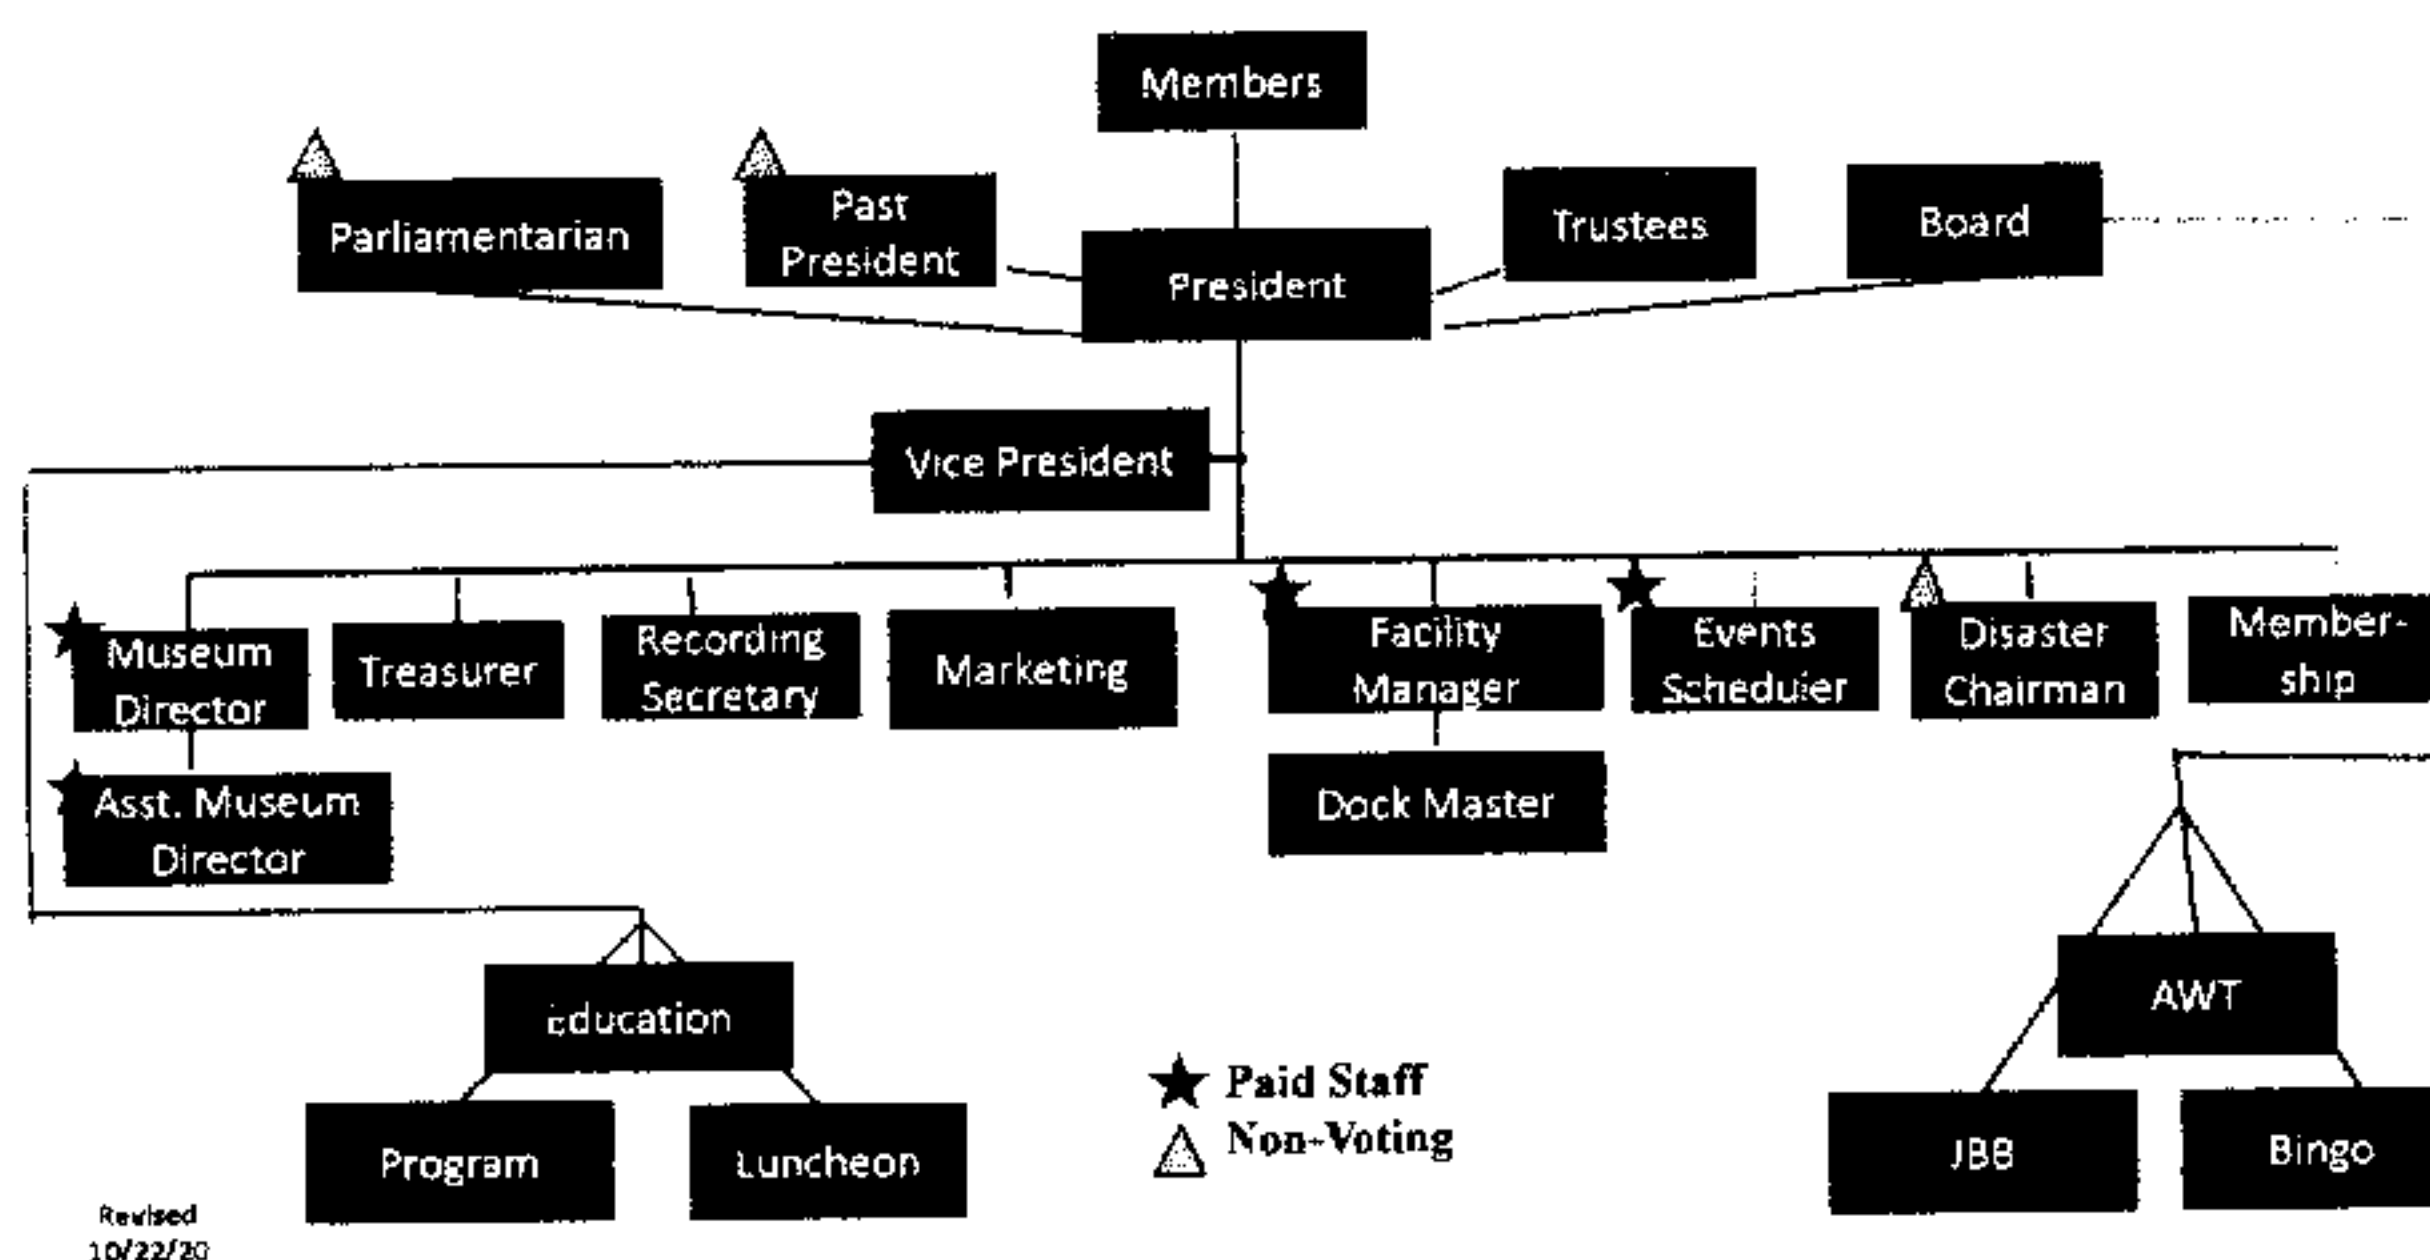 Members
Parliamentarian
Past
President
President
Trustees
Board
Vice President
Museum
Director
Treasurer
Recording
Secretary
Marketing
Facility
Manager
Events
Scheduler
Disaster
Chairman
Member-
ship
Asst. Museum
Director
Dock Master
Education
AWT
Program
Luncheon
JBB
Bingo
Paid Staff
Non-Voting
Revised
10/22/20